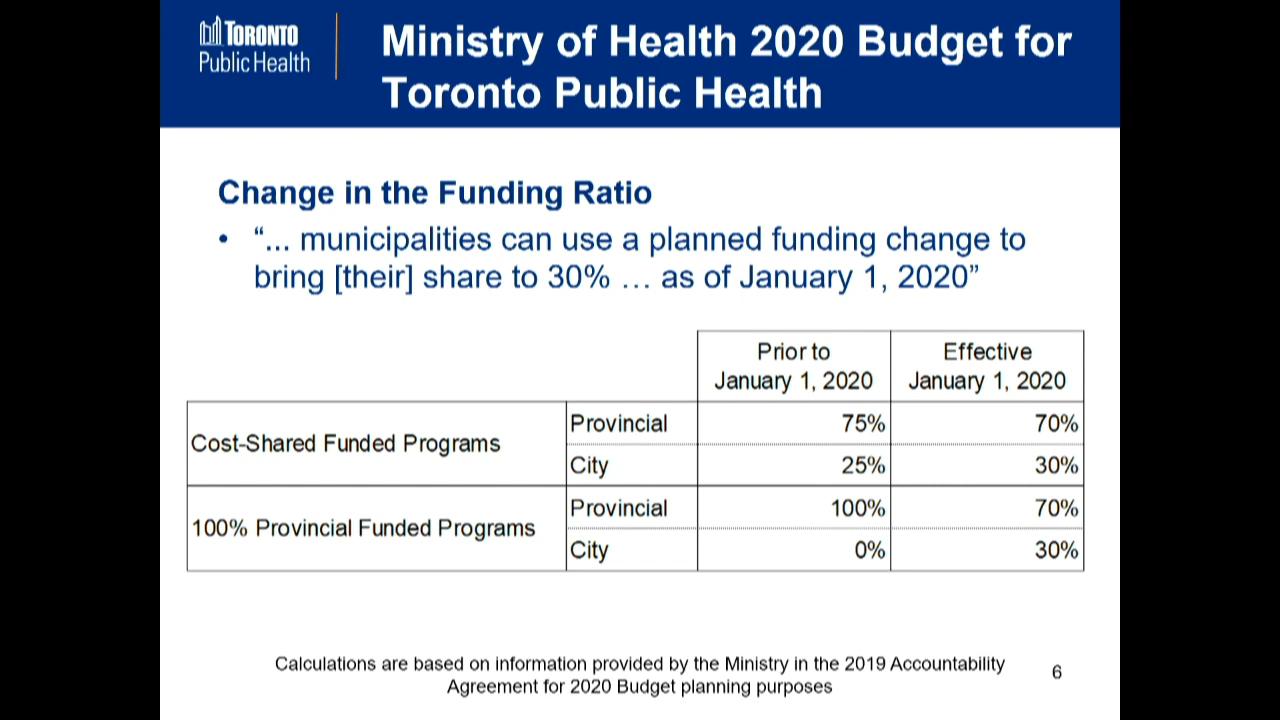 TORONTO
Public Health
Ministry of Health 2020 Budget for
Toronto Public Health
Change in the Funding Ratio
• “... municipalities can use a planned funding change to
bring [their] share to 30% … as of January 1, 2020”
Prior to
January 1, 2020
Effective
January 1, 2020
Cost-Shared Funded Programs
Provincial 75% 70%
City 25% 30%
100% Provincial Funded Programs
Provincial 100% 70%
City 0% 30%
Calculations are based on information provided by the Ministry in the 2019 Accountability
Agreement for 2020 Budget planning purposes
6